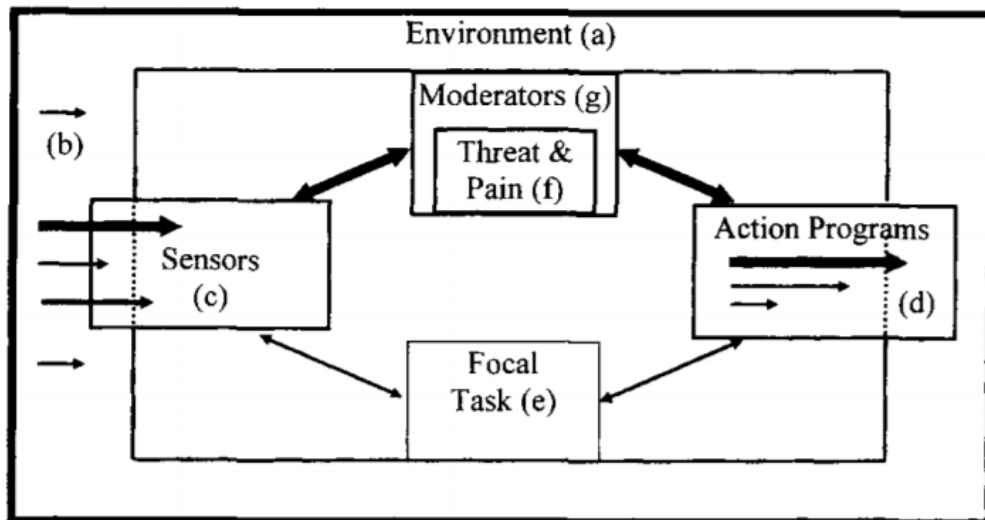 Environment (a)
Moderators (g)
(b)
Threat &
Pain (f)
Action Programs
Sensors
(c)
(d)
Focal
Task (e)